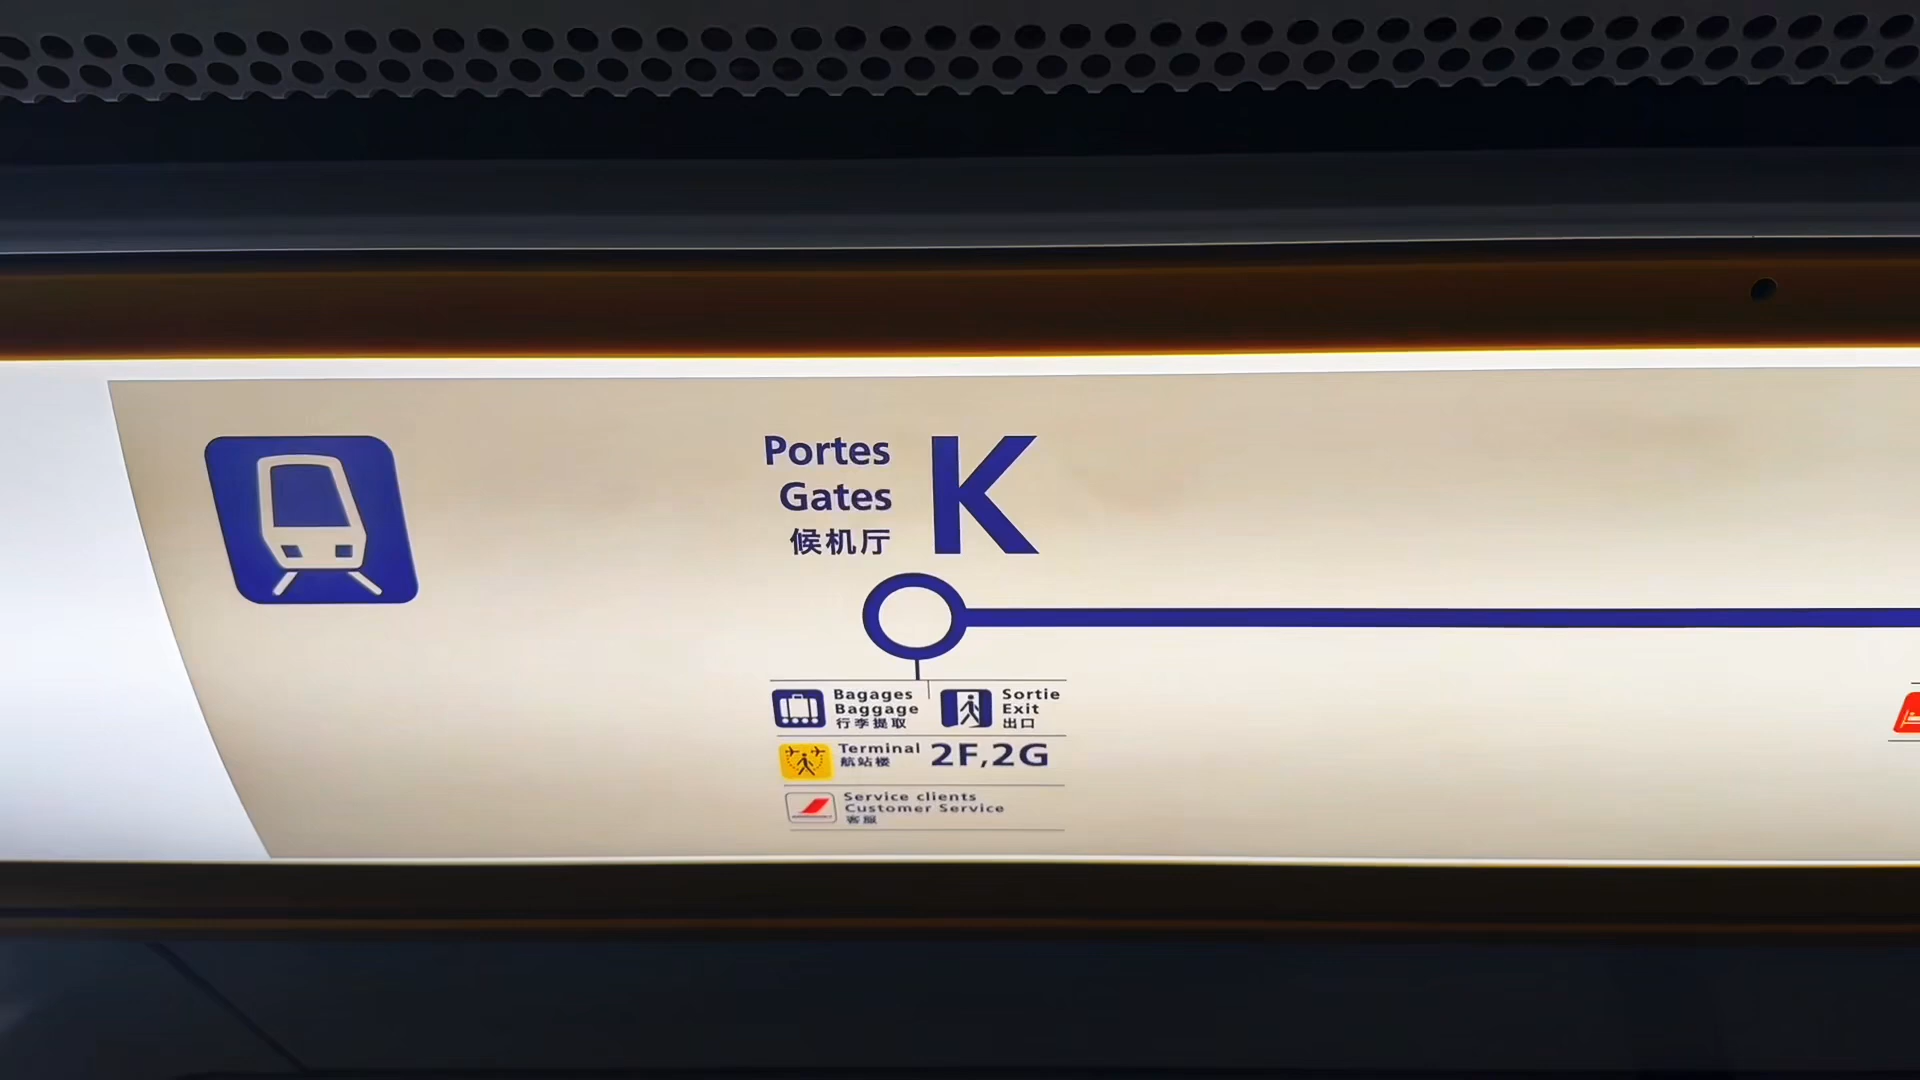 Portes
Gates
候机厅
K
Bagages
Baggage
行李提取
Sortie
Exit
出口
Terminal
航站楼
2F,2G
Service clients
Customer Service
客服